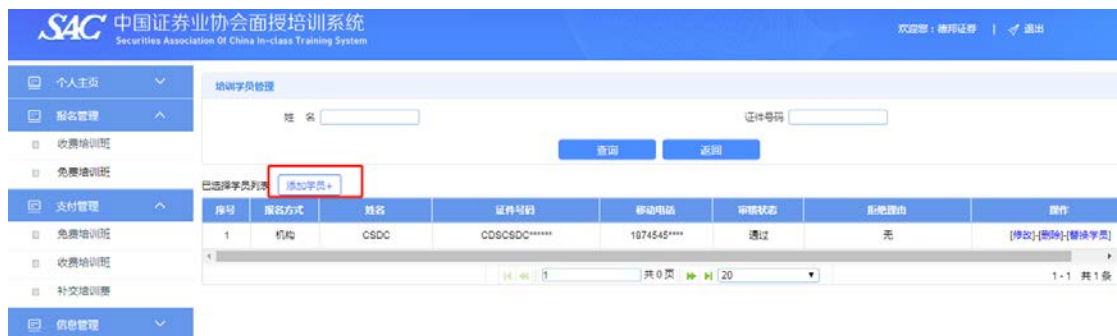 SAC 中国证券业协会面授培训系统
Securities Association Of China In-class Training System
欢迎您：德邦证券 | 退出
个人主页
报名管理
收费培训班
免费培训班
支付管理
免费培训班
收费培训班
补交培训费
信息管理
培训学员管理
姓 名
证件号码
查询 返回
已选择学员列表 添加学员+
序号 报名方式 姓名 证件号码 移动电话 审核状态 拒绝理由 操作
1 机构 CSDC CDSCSDC****** 1874545**** 通过 无 [修改]-[删除]-[替换学员]
1 共0页 20
1-1 共1条